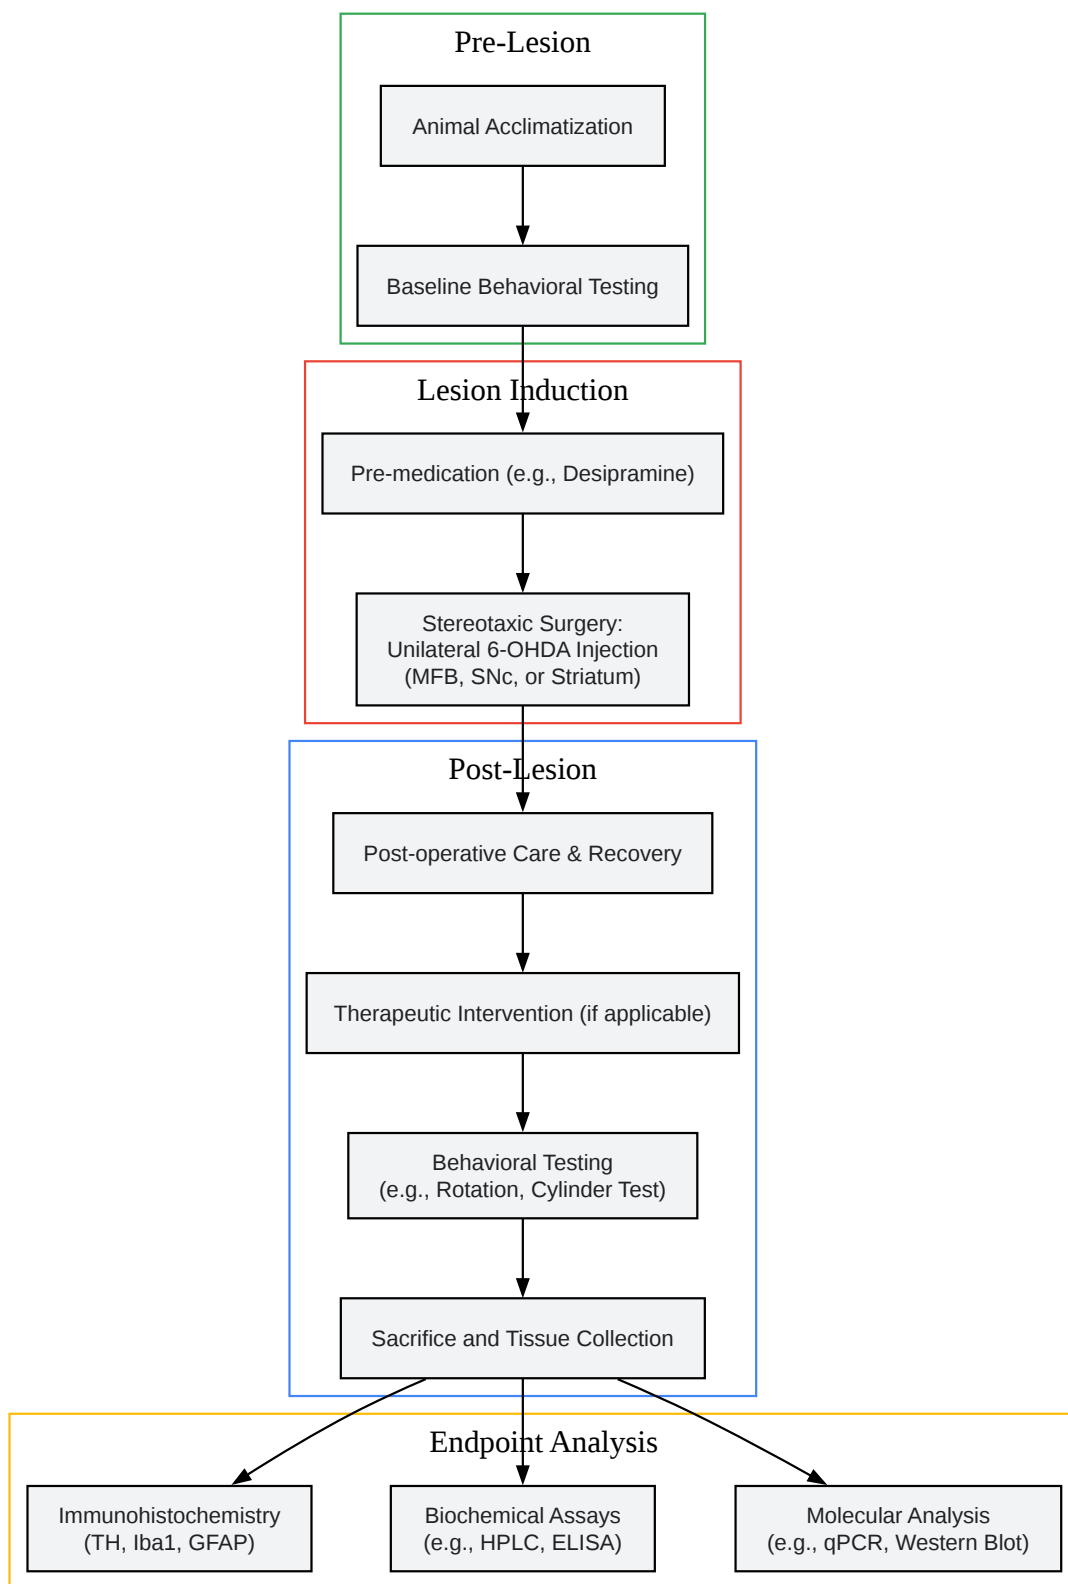 Pre-Lesion
Animal Acclimatization
Baseline Behavioral Testing
Lesion Induction
Pre-medication (e.g., Desipramine)
Stereotaxic Surgery:
Unilateral 6-OHDA Injection
(MFB, SNc, or Striatum)
Post-Lesion
Post-operative Care & Recovery
Therapeutic Intervention (if applicable)
Behavioral Testing
(e.g., Rotation, Cylinder Test)
Sacrifice and Tissue Collection
Endpoint Analysis
Immunohistochemistry
(TH, Iba1, GFAP)
Biochemical Assays
(e.g., HPLC, ELISA)
Molecular Analysis
(e.g., qPCR, Western Blot)